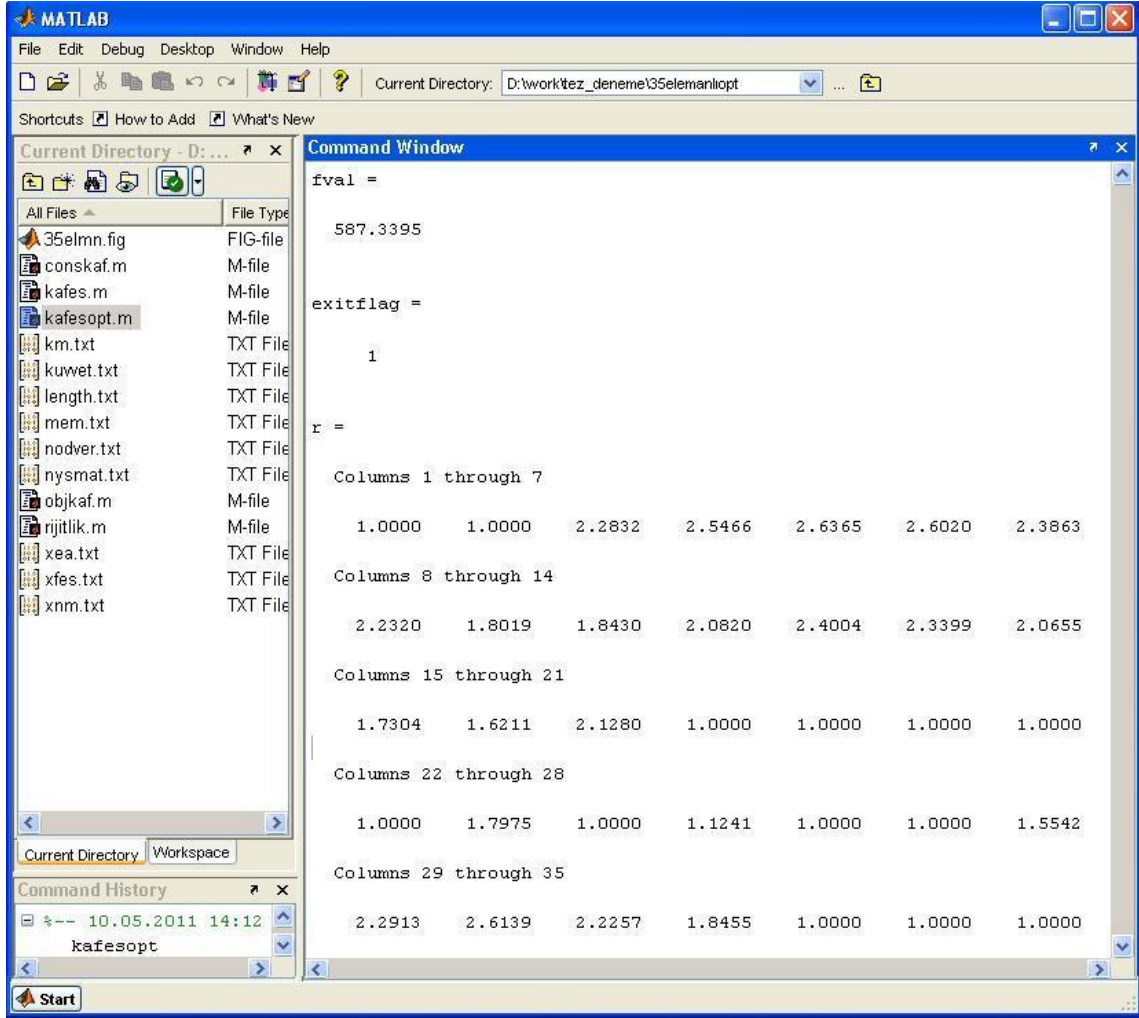 MATLAB
File Edit Debug Desktop Window Help
Current Directory: D:\work\tez_deneme\35elemanlıopt ...
Shortcuts How to Add What's New
Current Directory - D:...
All Files File Type
35elmn.fig FIG-file
conskaf.m M-file
kafes.m M-file
kafesopt.m M-file
km.txt TXT File
kuvvet.txt TXT File
length.txt TXT File
mem.txt TXT File
nodver.txt TXT File
nysmat.txt TXT File
objkaf.m M-file
rijitlik.m M-file
xea.txt TXT File
xfes.txt TXT File
xnm.txt TXT File
Current Directory Workspace
Command History
%-- 10.05.2011 14:12
kafesopt
Command Window
fval =
587.3395
exitflag =
1
r =
Columns 1 through 7
1.0000 1.0000 2.2832 2.5466 2.6365 2.6020 2.3863
Columns 8 through 14
2.2320 1.8019 1.8430 2.0820 2.4004 2.3399 2.0655
Columns 15 through 21
1.7304 1.6211 2.1280 1.0000 1.0000 1.0000 1.0000
Columns 22 through 28
1.0000 1.7975 1.0000 1.1241 1.0000 1.0000 1.5542
Columns 29 through 35
2.2913 2.6139 2.2257 1.8455 1.0000 1.0000 1.0000
Start